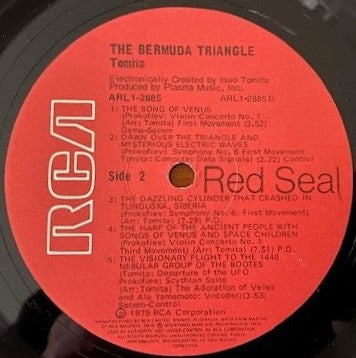 THE BERMUDA TRIANGLE
Tomita
Electronically Created by Isao Tomita
Produced by Plasma Music, Inc.
ARL1-2885 ARL1-2885 B
1: THE SONG OF VENUS
(Prokofiev: Violin Concerto No. 1
(Arr: Tomita) First Movement (3.52)
Gema-Sacem
2: DAWN OVER THE TRIANGLE AND
MYSTERIOUS ELECTRIC WAVES
(Prokofiev: Symphony No. 6 First Movement
(Tomita: Computer Data Signals) (2.22) Control
RCA
Side 2
Red Seal
3: THE DAZZLING CYLINDER THAT CRASHED IN
TUNGUSKA, SIBERIA
(Prokofiev: Symphony No. 6: First Movement)
(Arr: Tomita) (7.28) P.D.
4: THE HARP OF THE ANCIENT PEOPLE WITH
SONGS OF VENUS AND SPACE CHILDREN
(Prokofiev: Violin Concerto No. 1
Third Movement) (Arr: Tomita) (2.51) P.D.
5: THE VISIONARY FLIGHT TO THE 1448
NEBULAR GROUP OF THE BOOTES
(Tomita: Departure of the UFO
Prokofiev: Scythian Suite
(Arr: Tomita) The Adoration of Veles
and Ala Yamamoto: Vocoder) (3.53)
Sacem-Control
© 1979 RCA Corporation